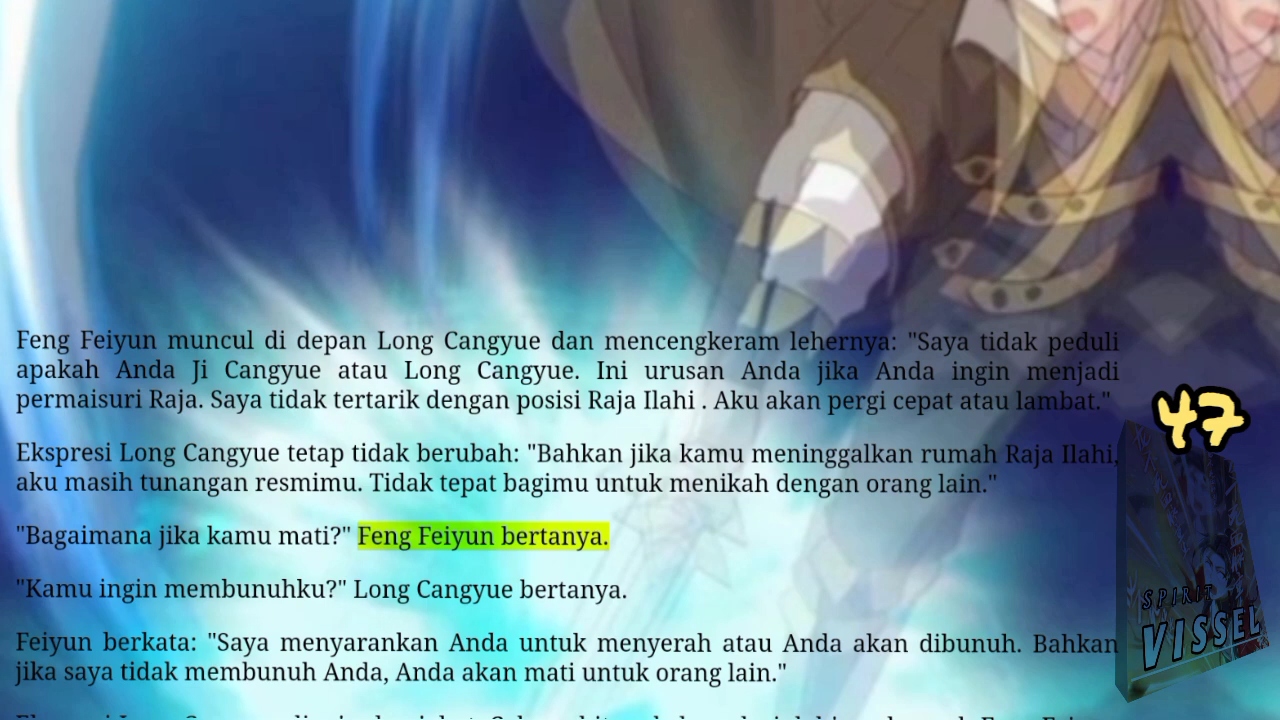 Feng Feiyun muncul di depan Long Cangyue dan mencengkeram lehernya: "Saya tidak peduli
apakah Anda Ji Cangyue atau Long Cangyue. Ini urusan Anda jika Anda ingin menjadi
permaisuri Raja. Saya tidak tertarik dengan posisi Raja Ilahi . Aku akan pergi cepat atau lambat."
Ekspresi Long Cangyue tetap tidak berubah: "Bahkan jika kamu meninggalkan rumah Raja Ilahi,
aku masih tunangan resmimu. Tidak tepat bagimu untuk menikah dengan orang lain."
"Bagaimana jika kamu mati?" Feng Feiyun bertanya.
"Kamu ingin membunuhku?" Long Cangyue bertanya.
Feiyun berkata: "Saya menyarankan Anda untuk menyerah atau Anda akan dibunuh. Bahkan
jika saya tidak membunuh Anda, Anda akan mati untuk orang lain."
47
SPIRIT
VISSEL